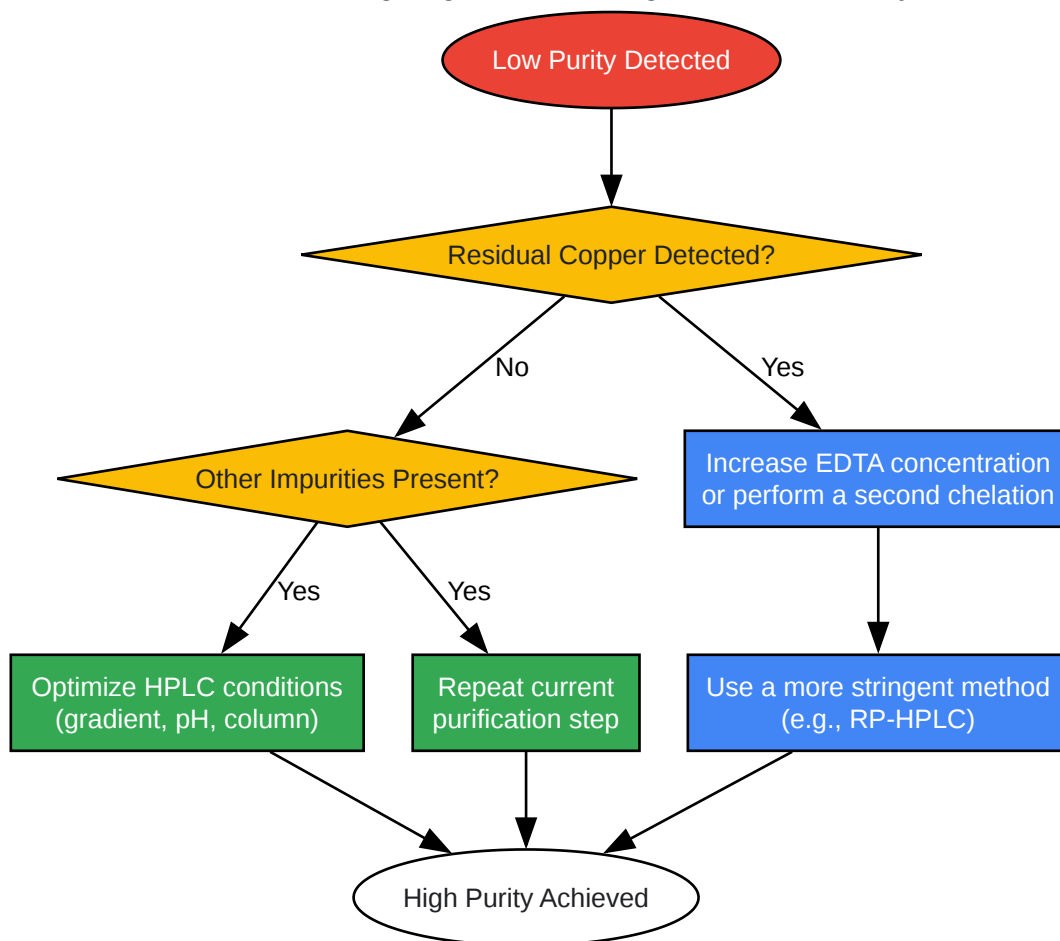 Low Purity Detected
Residual Copper Detected?
No
Yes
Other Impurities Present?
Increase EDTA concentration
or perform a second chelation
Yes
Yes
Optimize HPLC conditions
(gradient, pH, column)
Repeat current
purification step
Use a more stringent method
(e.g., RP-HPLC)
High Purity Achieved